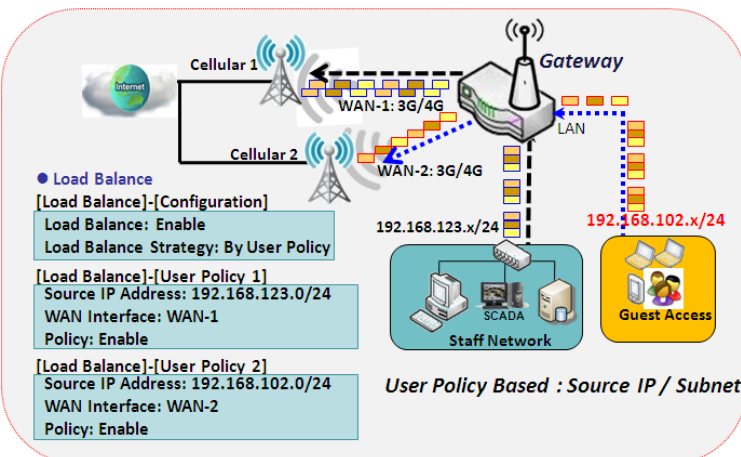 Gateway
Cellular 1
Internet
WAN-1: 3G/4G
LAN
Cellular 2
WAN-2: 3G/4G
● Load Balance
[Load Balance]-[Configuration]
Load Balance: Enable
Load Balance Strategy: By User Policy
[Load Balance]-[User Policy 1]
Source IP Address: 192.168.123.0/24
WAN Interface: WAN-1
Policy: Enable
[Load Balance]-[User Policy 2]
Source IP Address: 192.168.102.0/24
WAN Interface: WAN-2
Policy: Enable
192.168.123.x/24
192.168.102.x/24
SCADA
Staff Network
Guest Access
User Policy Based : Source IP / Subnet